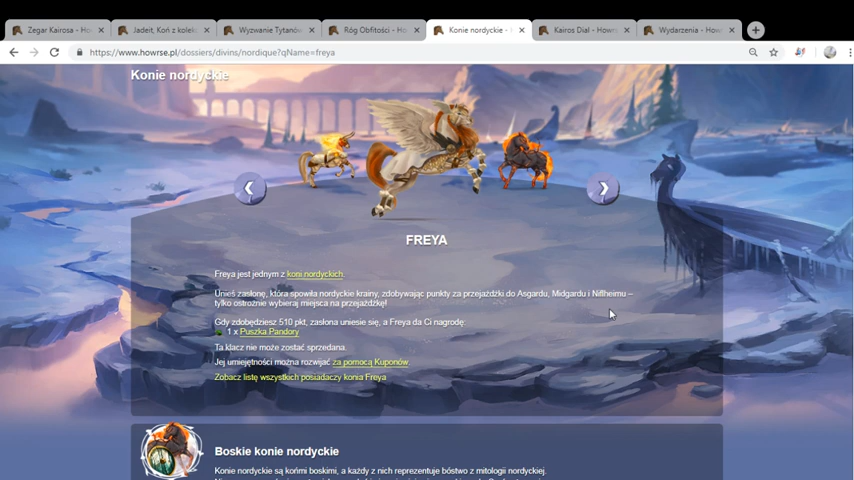 Zegar Kairosa - Ho
Jadeit, Koń z kolek
Wyzwanie Tytanów
Róg Obfitości - Ho
Konie nordyckie - H
Kairos Dial - Howrs
Wydarzenia - Howr
https://www.howrse.pl/dossiers/divins/nordique?qName=freya
Konie nordyckie
FREYA
Freya jest jednym z koni nordyckich.
Unieś zasłonę, która spowiła nordyckie krainy, zdobywając punkty za przejażdżki do Asgardu, Midgardu i Niflheimu –
tylko ostrożnie wybieraj miejsca na przejażdżkę!
Gdy zdobędziesz 510 pkt, zasłona uniesie się, a Freya da Ci nagrodę:
1 x Puszka Pandory
Ta klacz nie może zostać sprzedana.
Jej umiejętności można rozwijać za pomocą Kuponów.
Zobacz listę wszystkich posiadaczy konia Freya
Boskie konie nordyckie
Konie nordyckie są końmi boskimi, a każdy z nich reprezentuje bóstwo z mitologii nordyckiej.